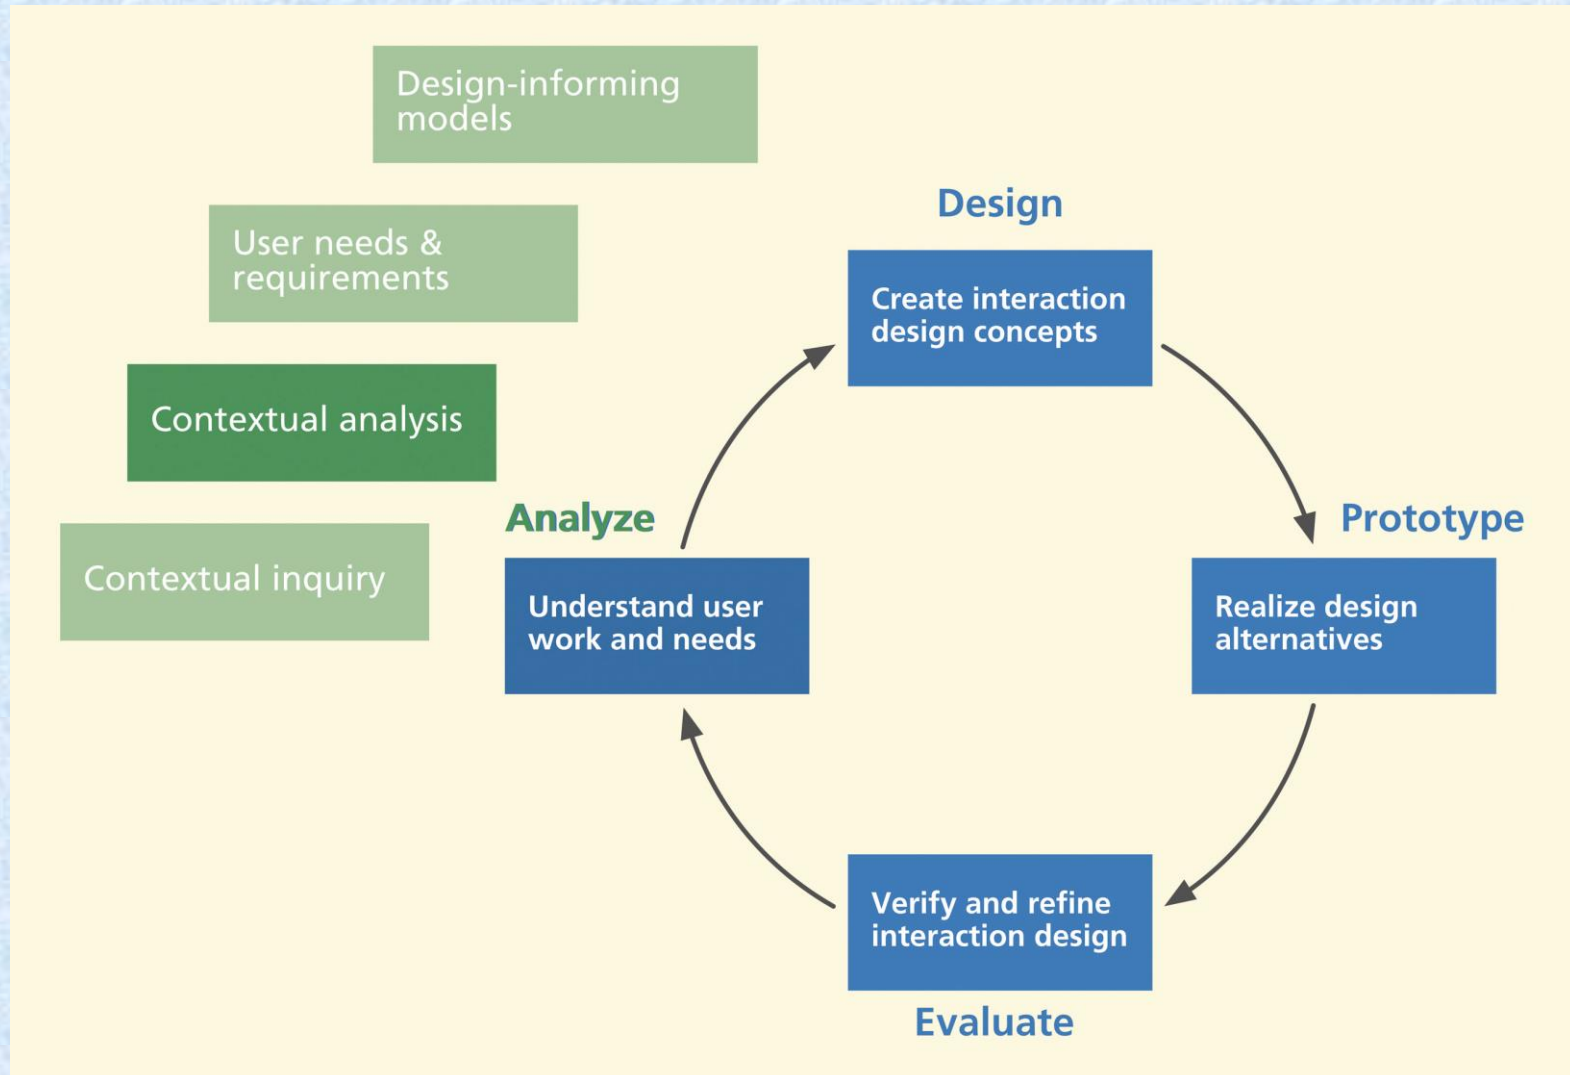 Design-informing
models
User needs &
requirements
Contextual analysis
Contextual inquiry
Analyze
Understand user
work and needs
Design
Create interaction
design concepts
Prototype
Realize design
alternatives
Verify and refine
interaction design
Evaluate